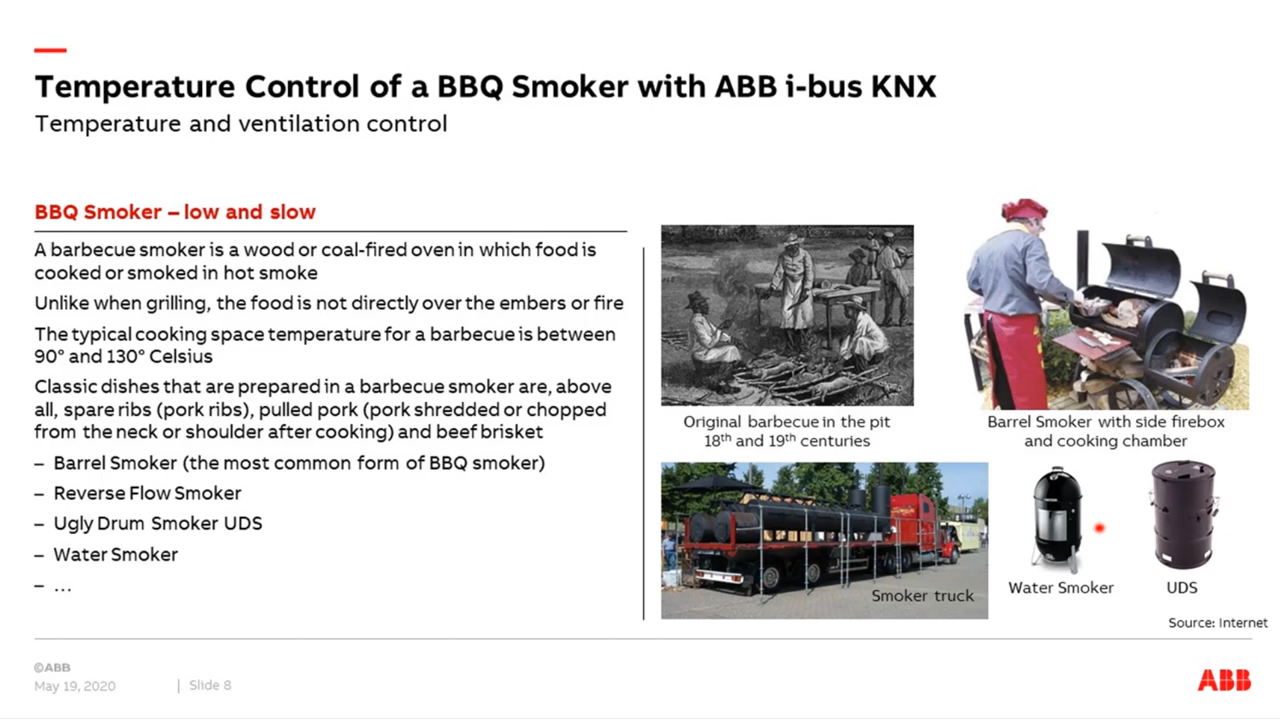 Temperature Control of a BBQ Smoker with ABB i-bus KNX
Temperature and ventilation control
BBQ Smoker – low and slow
A barbecue smoker is a wood or coal-fired oven in which food is
cooked or smoked in hot smoke
Unlike when grilling, the food is not directly over the embers or fire
The typical cooking space temperature for a barbecue is between
90° and 130° Celsius
Classic dishes that are prepared in a barbecue smoker are, above
all, spare ribs (pork ribs), pulled pork (pork shredded or chopped
from the neck or shoulder after cooking) and beef brisket
– Barrel Smoker (the most common form of BBQ smoker)
– Reverse Flow Smoker
– Ugly Drum Smoker UDS
– Water Smoker
– ...
Original barbecue in the pit
18th and 19th centuries
Barrel Smoker with side firebox
and cooking chamber
Smoker truck
Water Smoker
UDS
Source: Internet
©ABB
May 19, 2020
| Slide 8
ABB